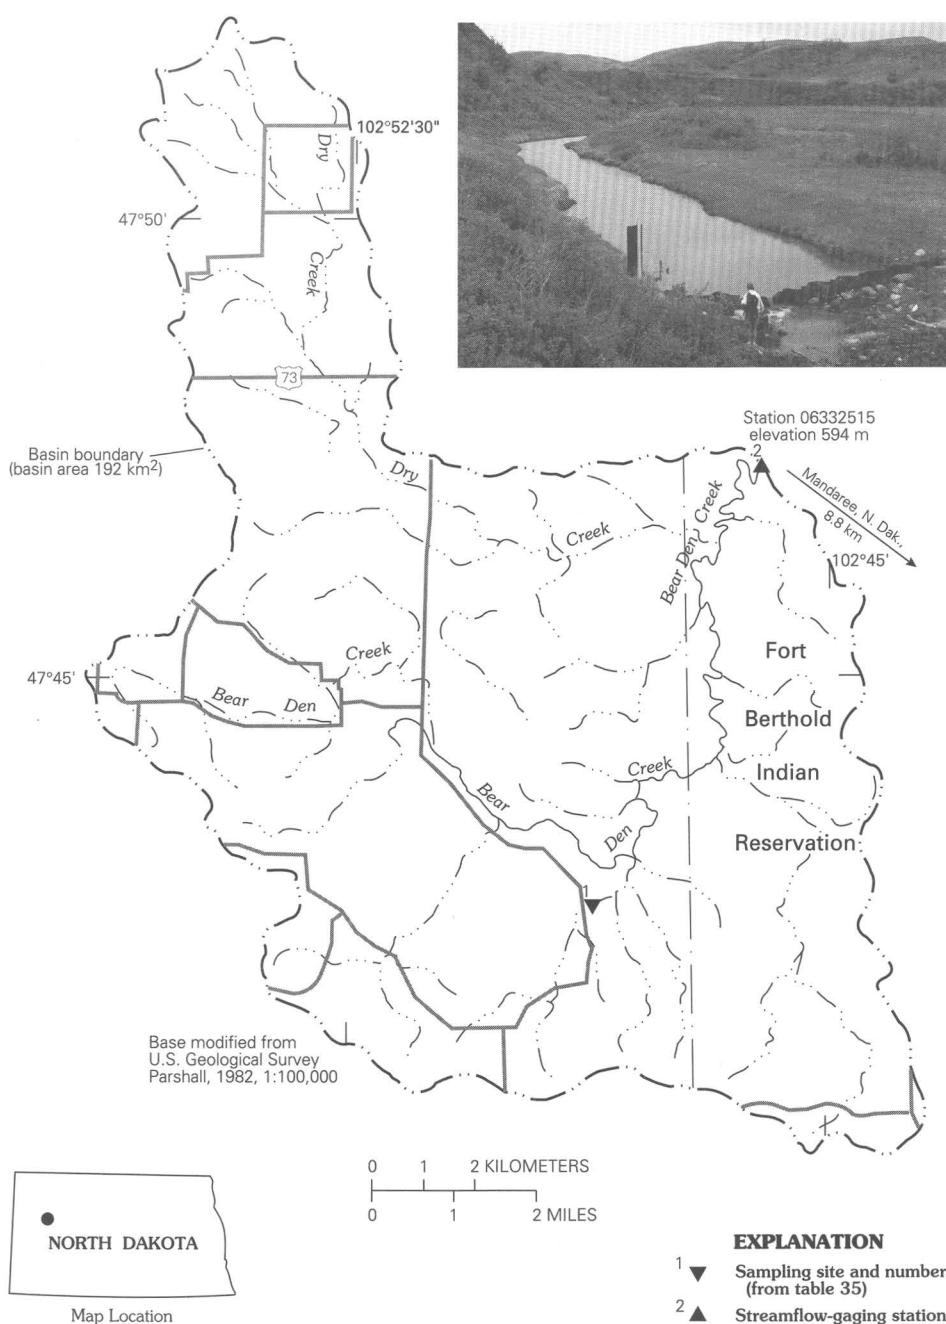 102°52'30"
Dry
47°50'
Creek
73
Station 06332515
elevation 594 m
2
Basin boundary
(basin area 192 km²)
Dry
Creek
Bear Den Creek
Mandaree, N. Dak.,
8.8 km
102°45'
Creek
Fort
47°45'
Bear Den
Berthold
Creek
Indian
Bear
Den
Reservation
1
Base modified from
U.S. Geological Survey
Parshall, 1982, 1:100,000
0 1 2 KILOMETERS
0 1 2 MILES
NORTH DAKOTA
Map Location
EXPLANATION
1 Sampling site and number
(from table 35)
2 Streamflow-gaging station